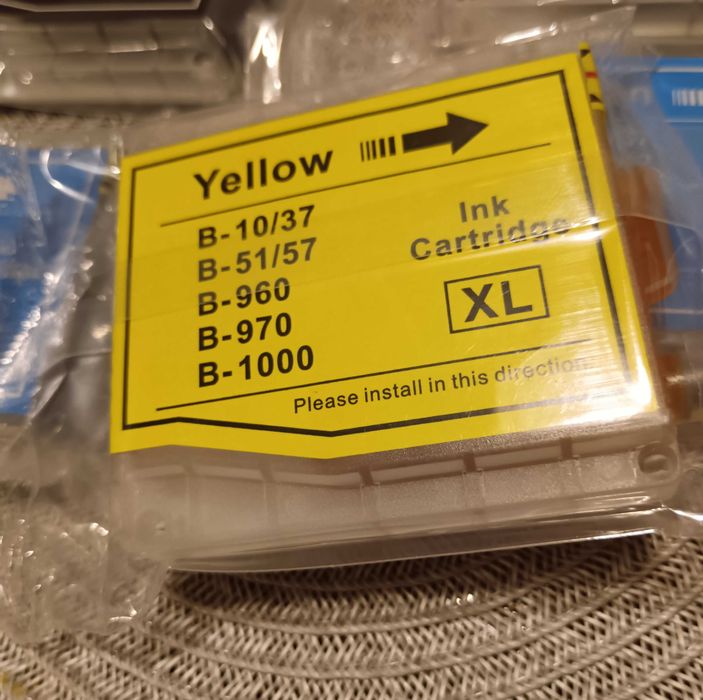 Yellow
B-10/37
B-51/57
B-960
B-970
B-1000
Ink
Cartridge
XL
Please install in this direction